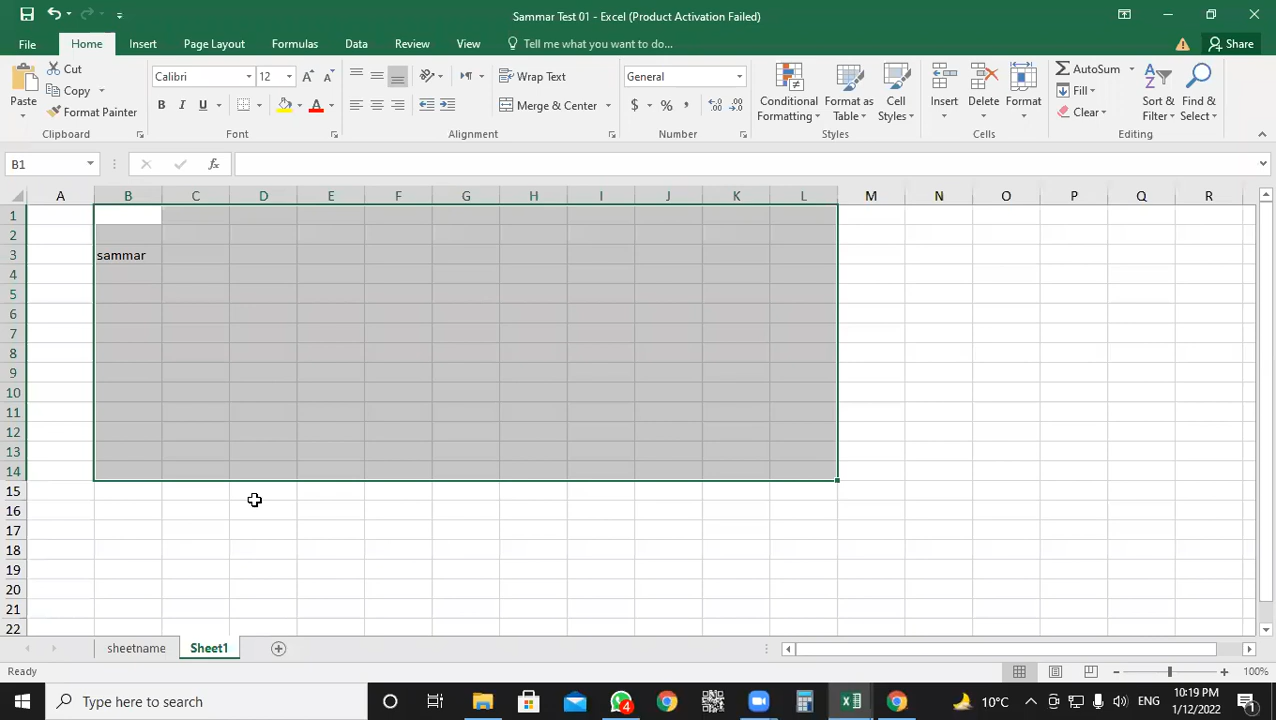 Sammar Test 01 - Excel (Product Activation Failed)
File Home Insert Page Layout Formulas Data Review View Tell me what you want to do... Share
Cut
Copy
Format Painter
Paste
Calibri 12
B I U
Wrap Text
Merge & Center
General
$ % ,
Conditional Formatting
Format as Table
Cell Styles
Insert
Delete
Format
AutoSum
Fill
Clear
Sort & Filter
Find & Select
Clipboard Font Alignment Number Styles Cells Editing
B1
A B C D E F G H I J K L M N O P Q R
1
2
3 sammar
4
5
6
7
8
9
10
11
12
13
14
15
16
17
18
19
20
21
22
sheetname Sheet1
Ready 100%
Type here to search 4 10°C ENG 10:19 PM 1/12/2022 1